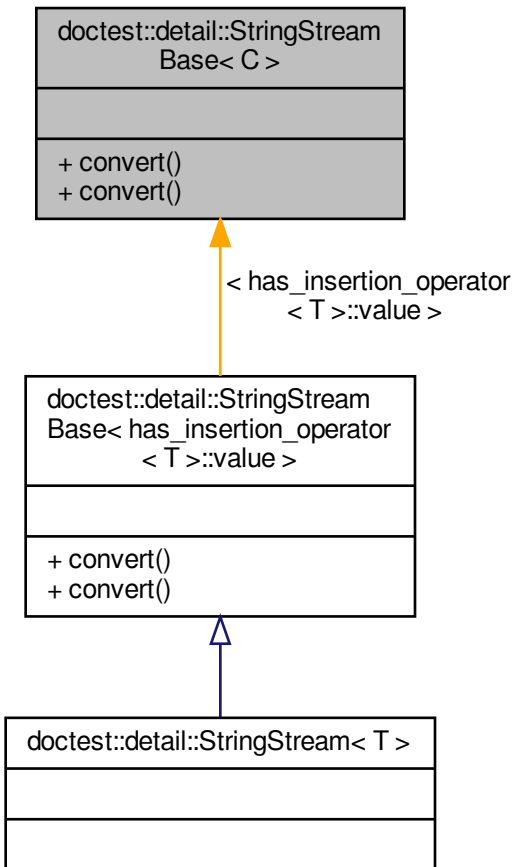 doctest::detail::StringStream
Base< C >
+ convert()
+ convert()
< has_insertion_operator
< T >::value >
doctest::detail::StringStream
Base< has_insertion_operator
< T >::value >
+ convert()
+ convert()
doctest::detail::StringStream< T >